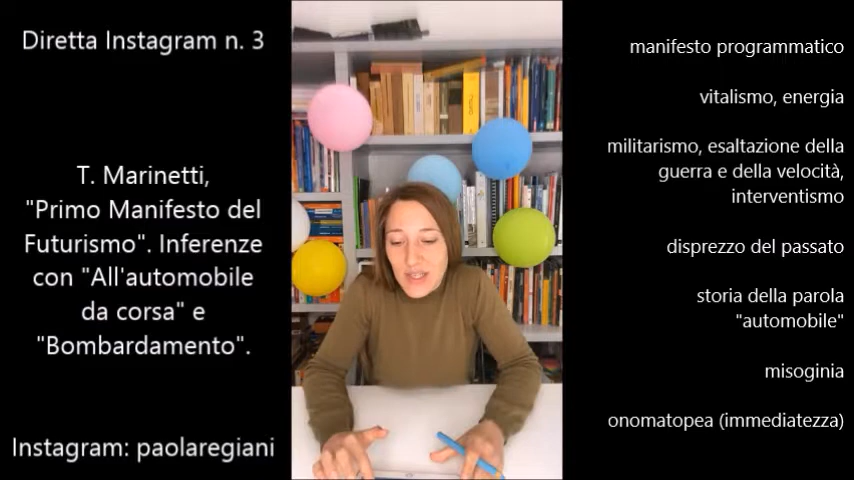 Diretta Instagram n. 3
T. Marinetti,
"Primo Manifesto del
Futurismo". Inferenze
con "All'automobile
da corsa" e
"Bombardamento".
Instagram: paolaregiani
manifesto programmatico
vitalismo, energia
militarismo, esaltazione della
guerra e della velocità,
interventismo
disprezzo del passato
storia della parola
"automobile"
misoginia
onomatopea (immediatezza)